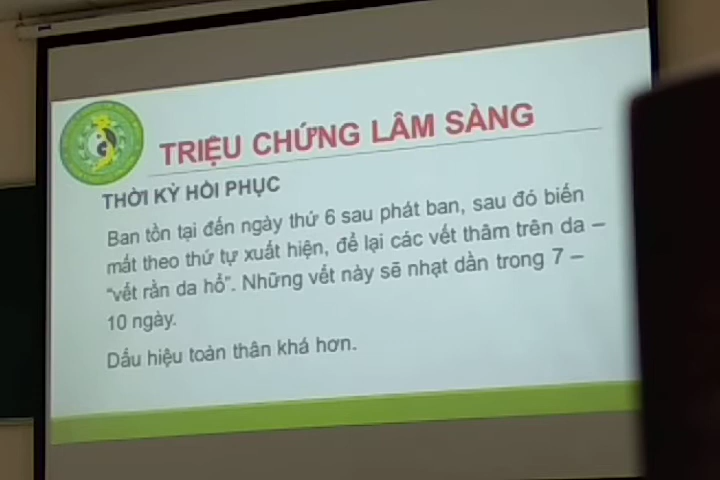 TRIỆU CHỨNG LÂM SÀNG
THỜI KỲ HỒI PHỤC
Ban tồn tại đến ngày thứ 6 sau phát ban, sau đó biến
mất theo thứ tự xuất hiện, để lại các vết thâm trên da –
“vết rằn da hổ”. Những vết này sẽ nhạt dần trong 7 –
10 ngày.
Dấu hiệu toàn thân khá hơn.